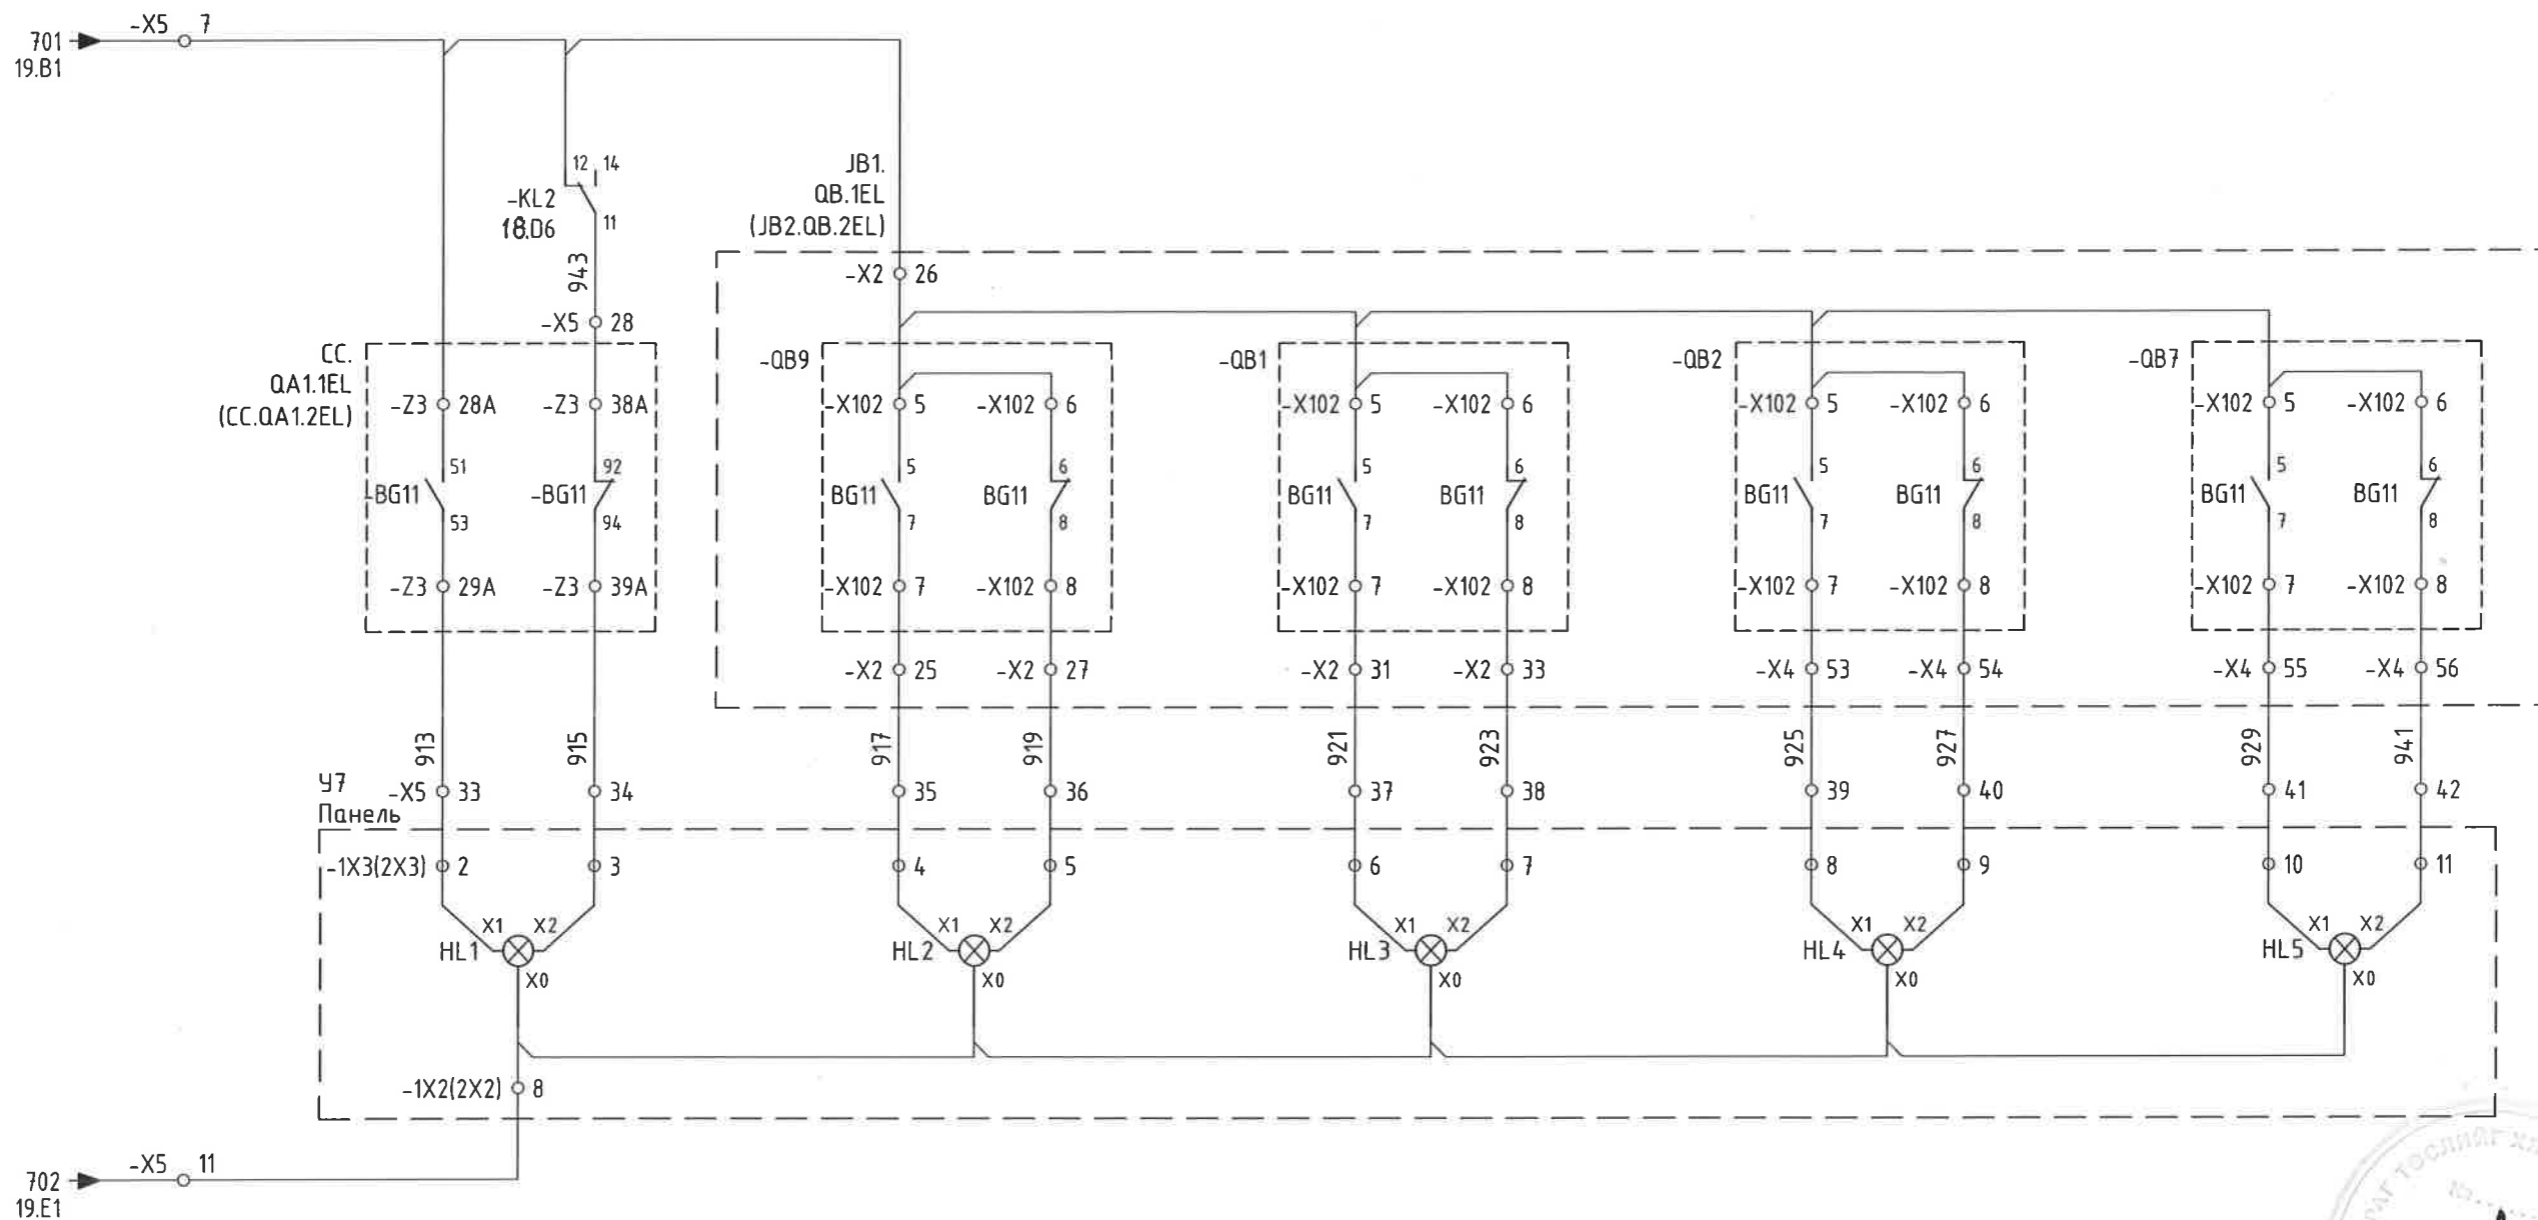 -X5 7
701
19.B1
12 14
-KL2
18.D6
11
943
JB1.
QB.1EL
(JB2.QB.2EL)
-X2 26
-X5 28
CC.
QA1.1EL
(CC.QA1.2EL)
-QB9 -QB1 -QB2 -QB7
-Z3 28A -Z3 38A -X102 5 -X102 6 -X102 5 -X102 6 -X102 5 -X102 6 -X102 5 -X102 6
51 92 5 6 5 6 5 6 5 6
-BG11 -BG11 BG11 BG11 BG11 BG11 BG11 BG11 BG11 BG11
53 94 7 8 7 8 7 8 7 8
-Z3 29A -Z3 39A -X102 7 -X102 8 -X102 7 -X102 8 -X102 7 -X102 8 -X102 7 -X102 8
-X2 25 -X2 27 -X2 31 -X2 33 -X4 53 -X4 54 -X4 55 -X4 56
913 915 917 919 921 923 925 927 929 941
У7
Панель
-X5 33 34 35 36 37 38 39 40 41 42
-1X3(2X3) 2 3 4 5 6 7 8 9 10 11
X1 X2 X1 X2 X1 X2 X1 X2 X1 X2
HL1 HL2 HL3 HL4 HL5
X0 X0 X0 X0 X0
-1X2(2X2) 8
-X5 11
702
19.E1